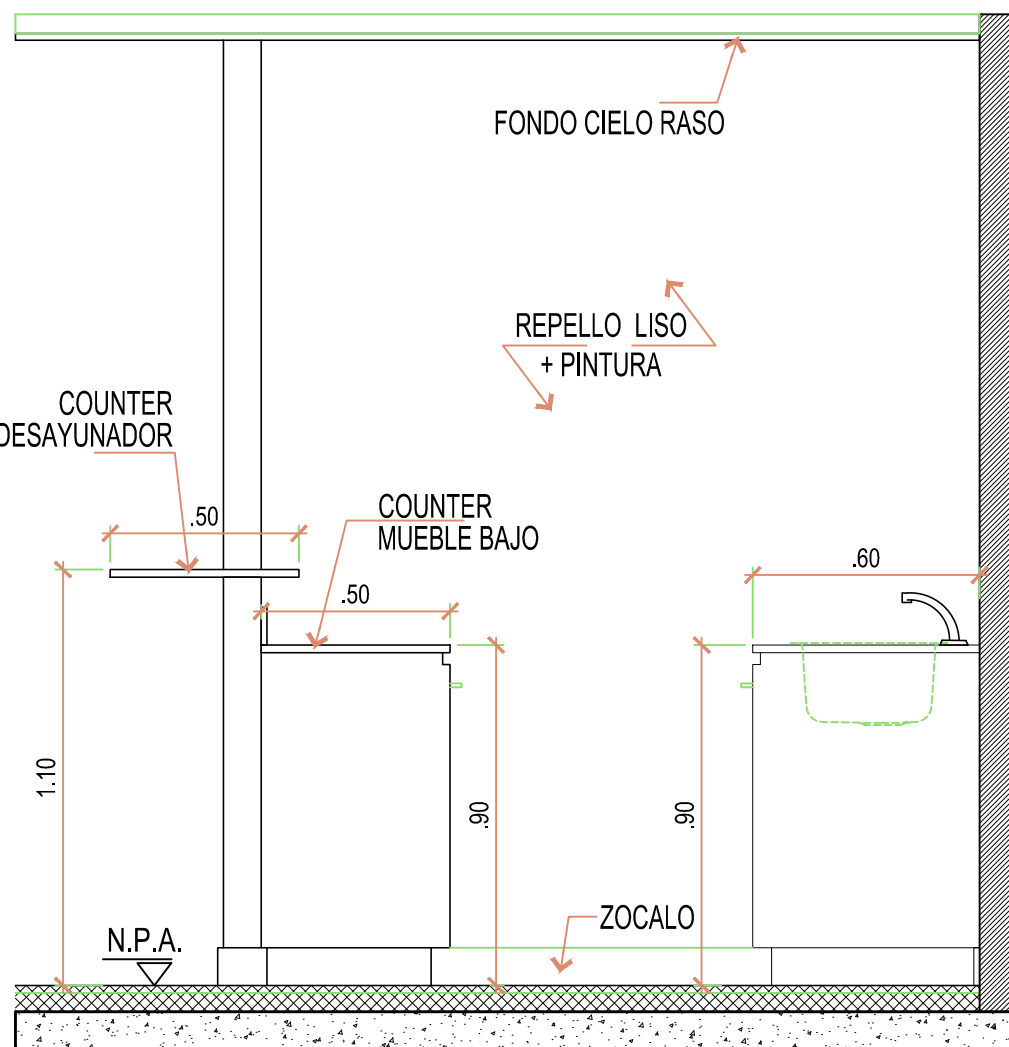 FONDO CIELO RASO
REPELLO LISO
+ PINTURA
COUNTER
DESAYUNADOR
.50
COUNTER
MUEBLE BAJO
.50
.60
1.10
.90
.90
ZOCALO
N.P.A.